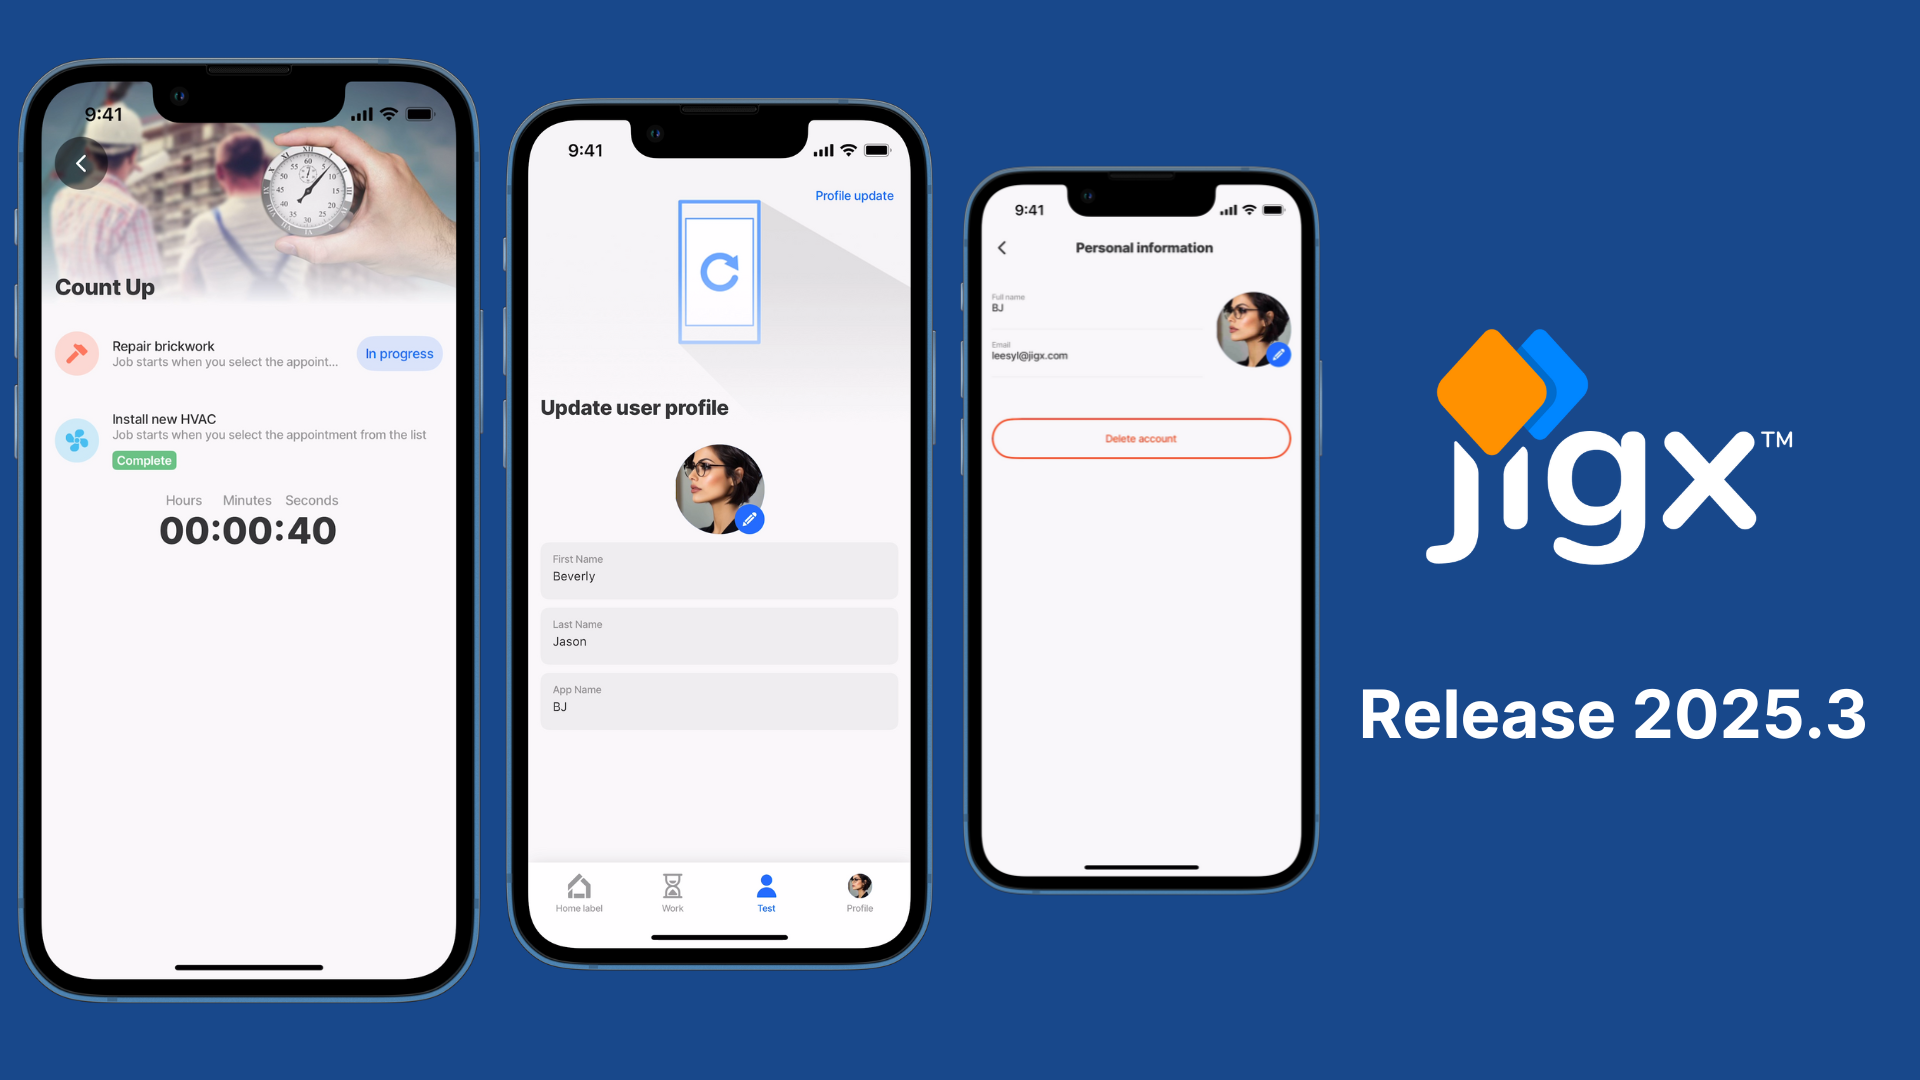 9:41
Count Up
Repair brickwork
Job starts when you select the appoint...
In progress
Install new HVAC
Job starts when you select the appointment from the list
Complete
Hours Minutes Seconds
00:00:40
9:41
Profile update
Update user profile
First Name
Beverly
Last Name
Jason
App Name
BJ
Home label
Work
Test
Profile
9:41
Personal information
Full name
BJ
Email
leesyl@jigx.com
Delete account
jigx™
Release 2025.3